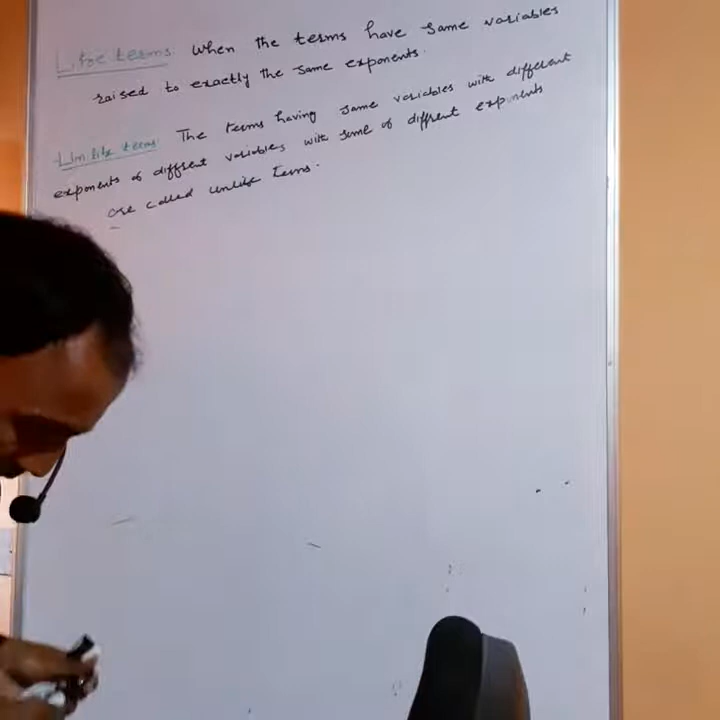 Like terms: When the terms have same variables
raised to exactly the same exponents.
Unlike terms: The terms having same variables with different
exponents of different variables with same of different exponents
are called unlike terms.